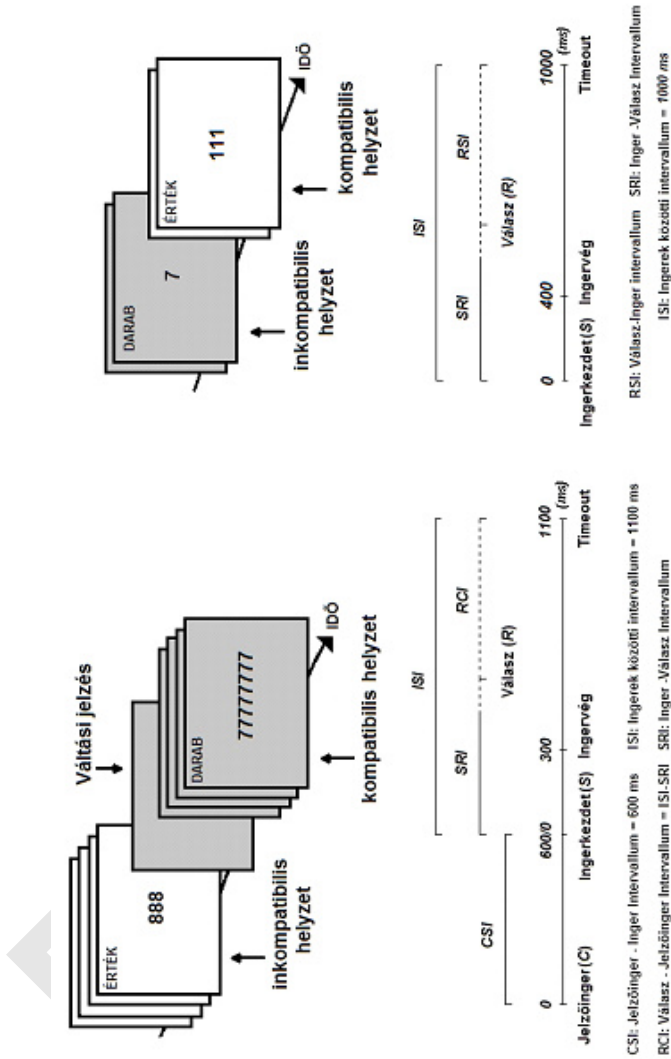 Váltási jelzés
ÉRTÉK
888
DARAB
777777777
IDŐ
inkompatibilis
helyzet
kompatibilis helyzet
ISI
CSI
SRI
RCI
Válasz (R)
0
600/0
300
1100
(ms)
Jelzőinger (C)
Ingerkezdet (S)
Ingervég
Timeout
CSI: Jelzőinger - Inger Intervallum = 600 ms
ISI: Ingerek közötti intervallum = 1100 ms
RCI: Válasz - Jelzőinger Intervallum = ISI-SRI
SRI: Inger -Válasz Intervallum
DARAB
7
ÉRTÉK
111
IDŐ
inkompatibilis
helyzet
kompatibilis
helyzet
ISI
SRI
RSI
Válasz (R)
0
400
1000
(ms)
Ingerkezdet (S)
Ingervég
Timeout
RSI: Válasz-Inger intervallum
SRI: Inger -Válasz Intervallum
ISI: Ingerek közötti intervallum = 1000 ms